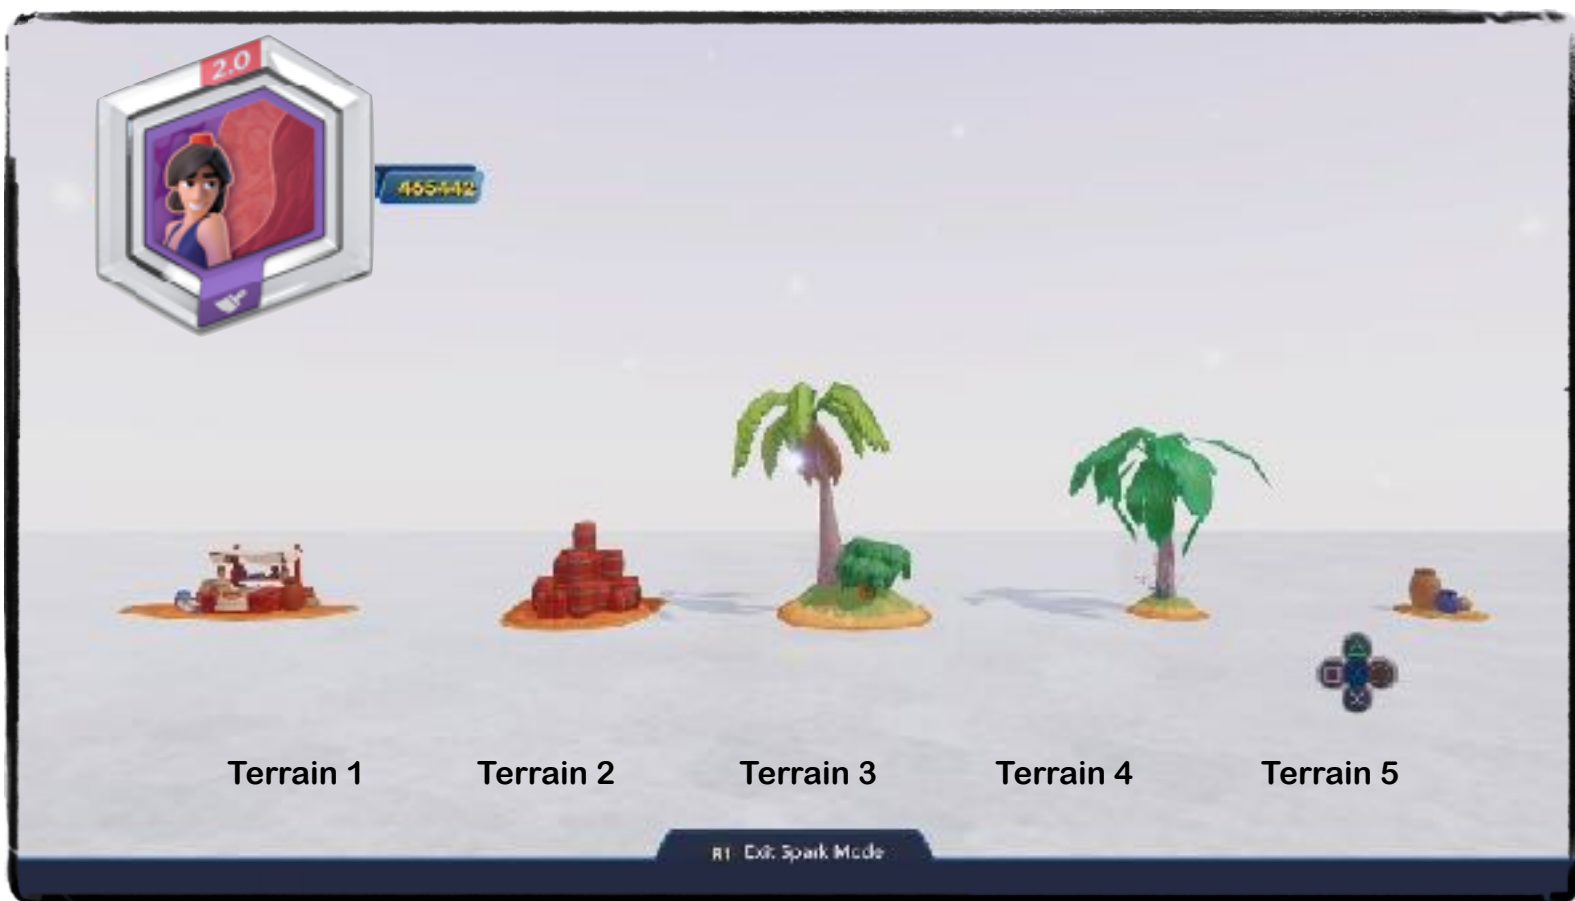 2.0
465442
Terrain 1
Terrain 2
Terrain 3
Terrain 4
Terrain 5
R1 Exit Spark Mode